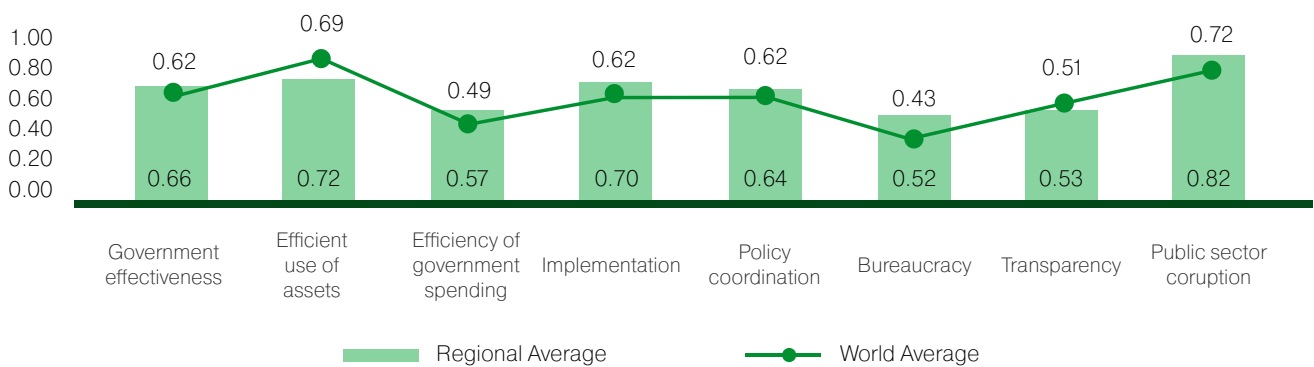 1.00
0.80
0.60
0.40
0.20
0.00
0.62
0.69
0.49
0.62
0.62
0.43
0.51
0.72
0.66
0.72
0.57
0.70
0.64
0.52
0.53
0.82
Government
effectiveness
Efficient
use of
assets
Efficiency of
government
spending
Implementation
Policy
coordination
Bureaucracy
Transparency
Public sector
coruption
Regional Average
World Average